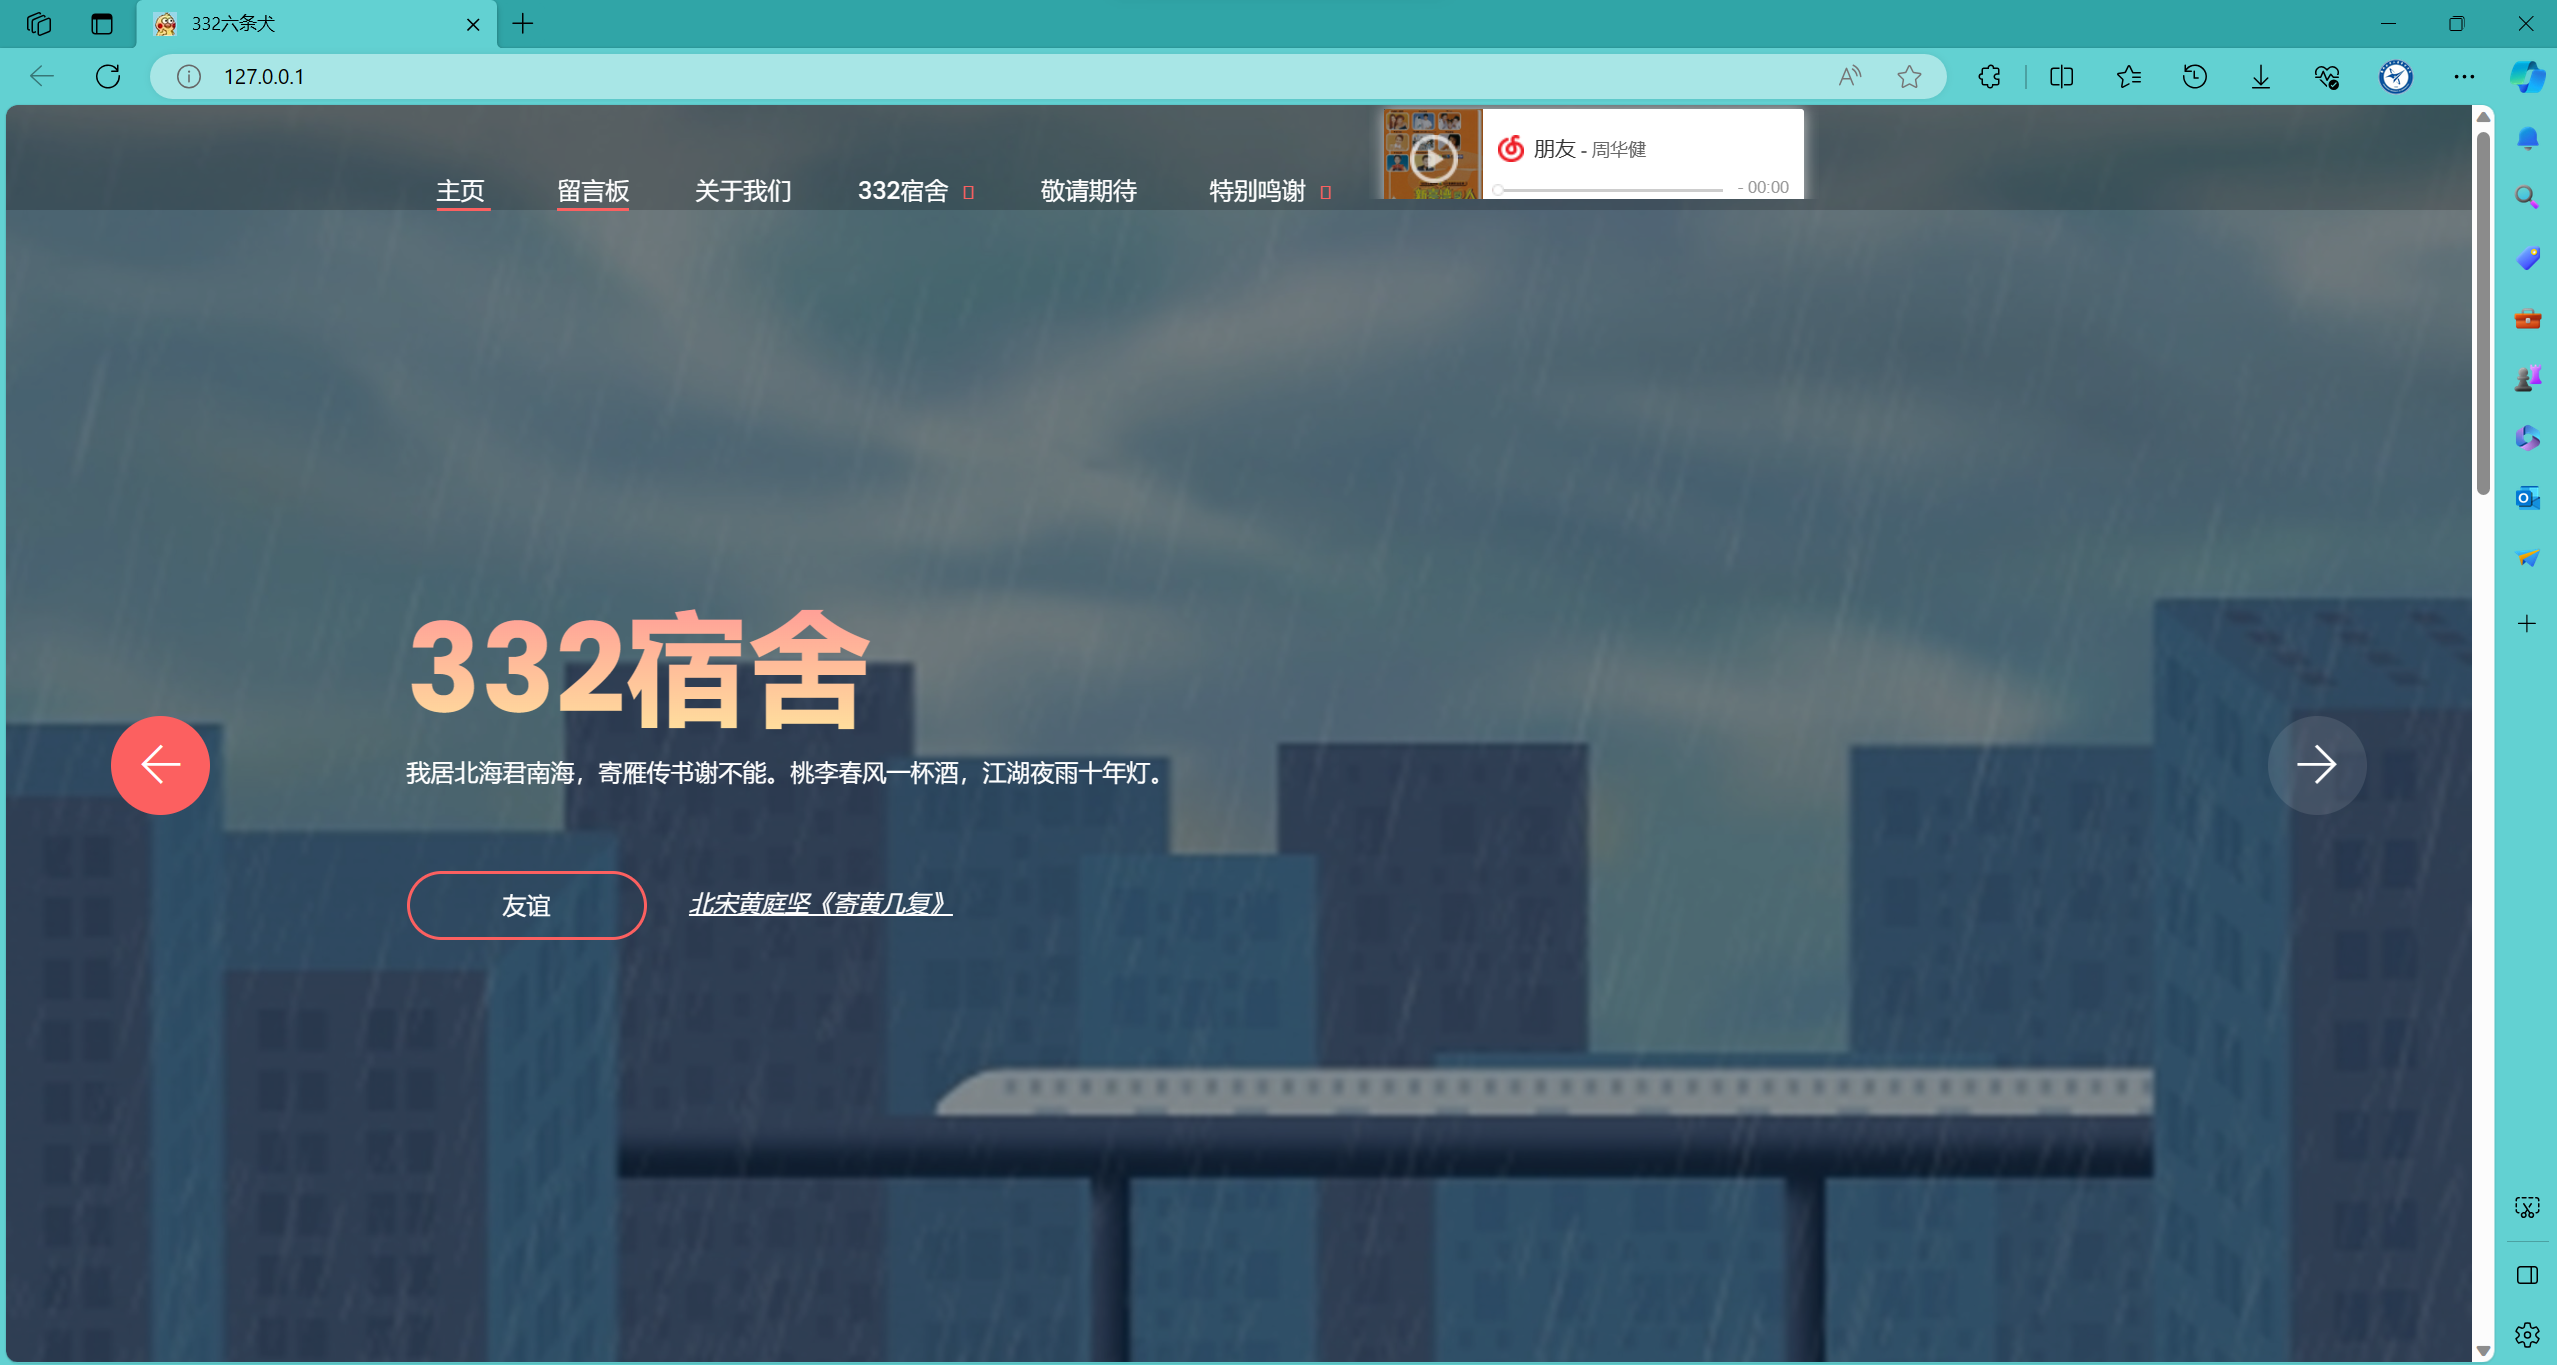 332六条犬
127.0.0.1
主页 留言板 关于我们 332宿舍 敬请期待 特别鸣谢
朋友 - 周华健
- 00:00
332宿舍
我居北海君南海，寄雁传书谢不能。桃李春风一杯酒，江湖夜雨十年灯。
友谊 北宋黄庭坚《寄黄几复》